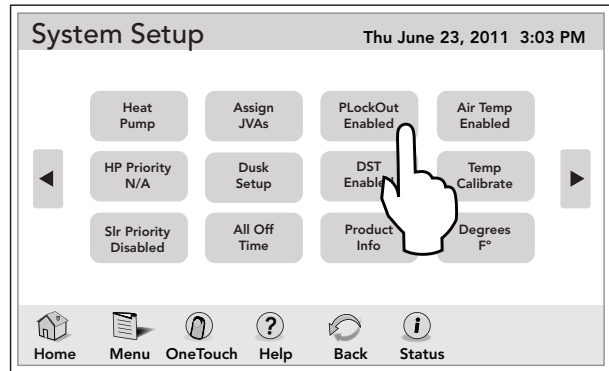 System Setup
Thu June 23, 2011 3:03 PM
Heat
Pump
Assign
JVAs
PLockOut
Enabled
Air Temp
Enabled
HP Priority
N/A
Dusk
Setup
DST
Enabled
Temp
Calibrate
Slr Priority
Disabled
All Off
Time
Product
Info
Degrees
F°
Home
Menu
OneTouch
Help
Back
Status